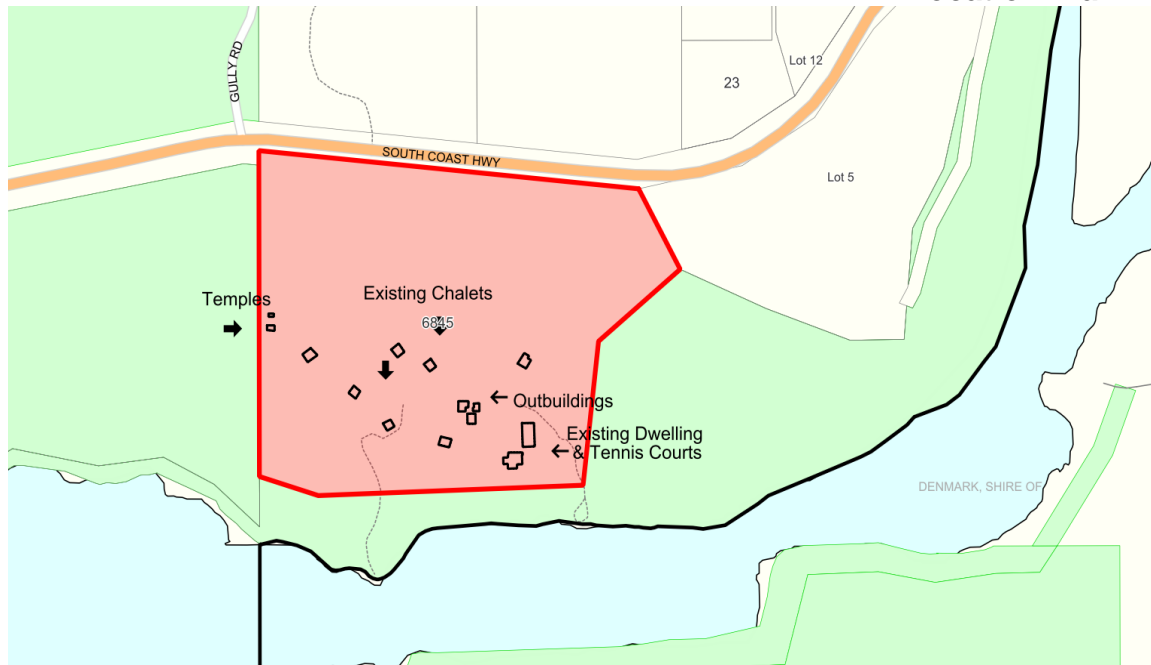 GULLY RD
Lot 12
23
SOUTH COAST HWY
Lot 5
Temples
Existing Chalets
6845
Outbuildings
Existing Dwelling
& Tennis Courts
DENMARK, SHIRE OF